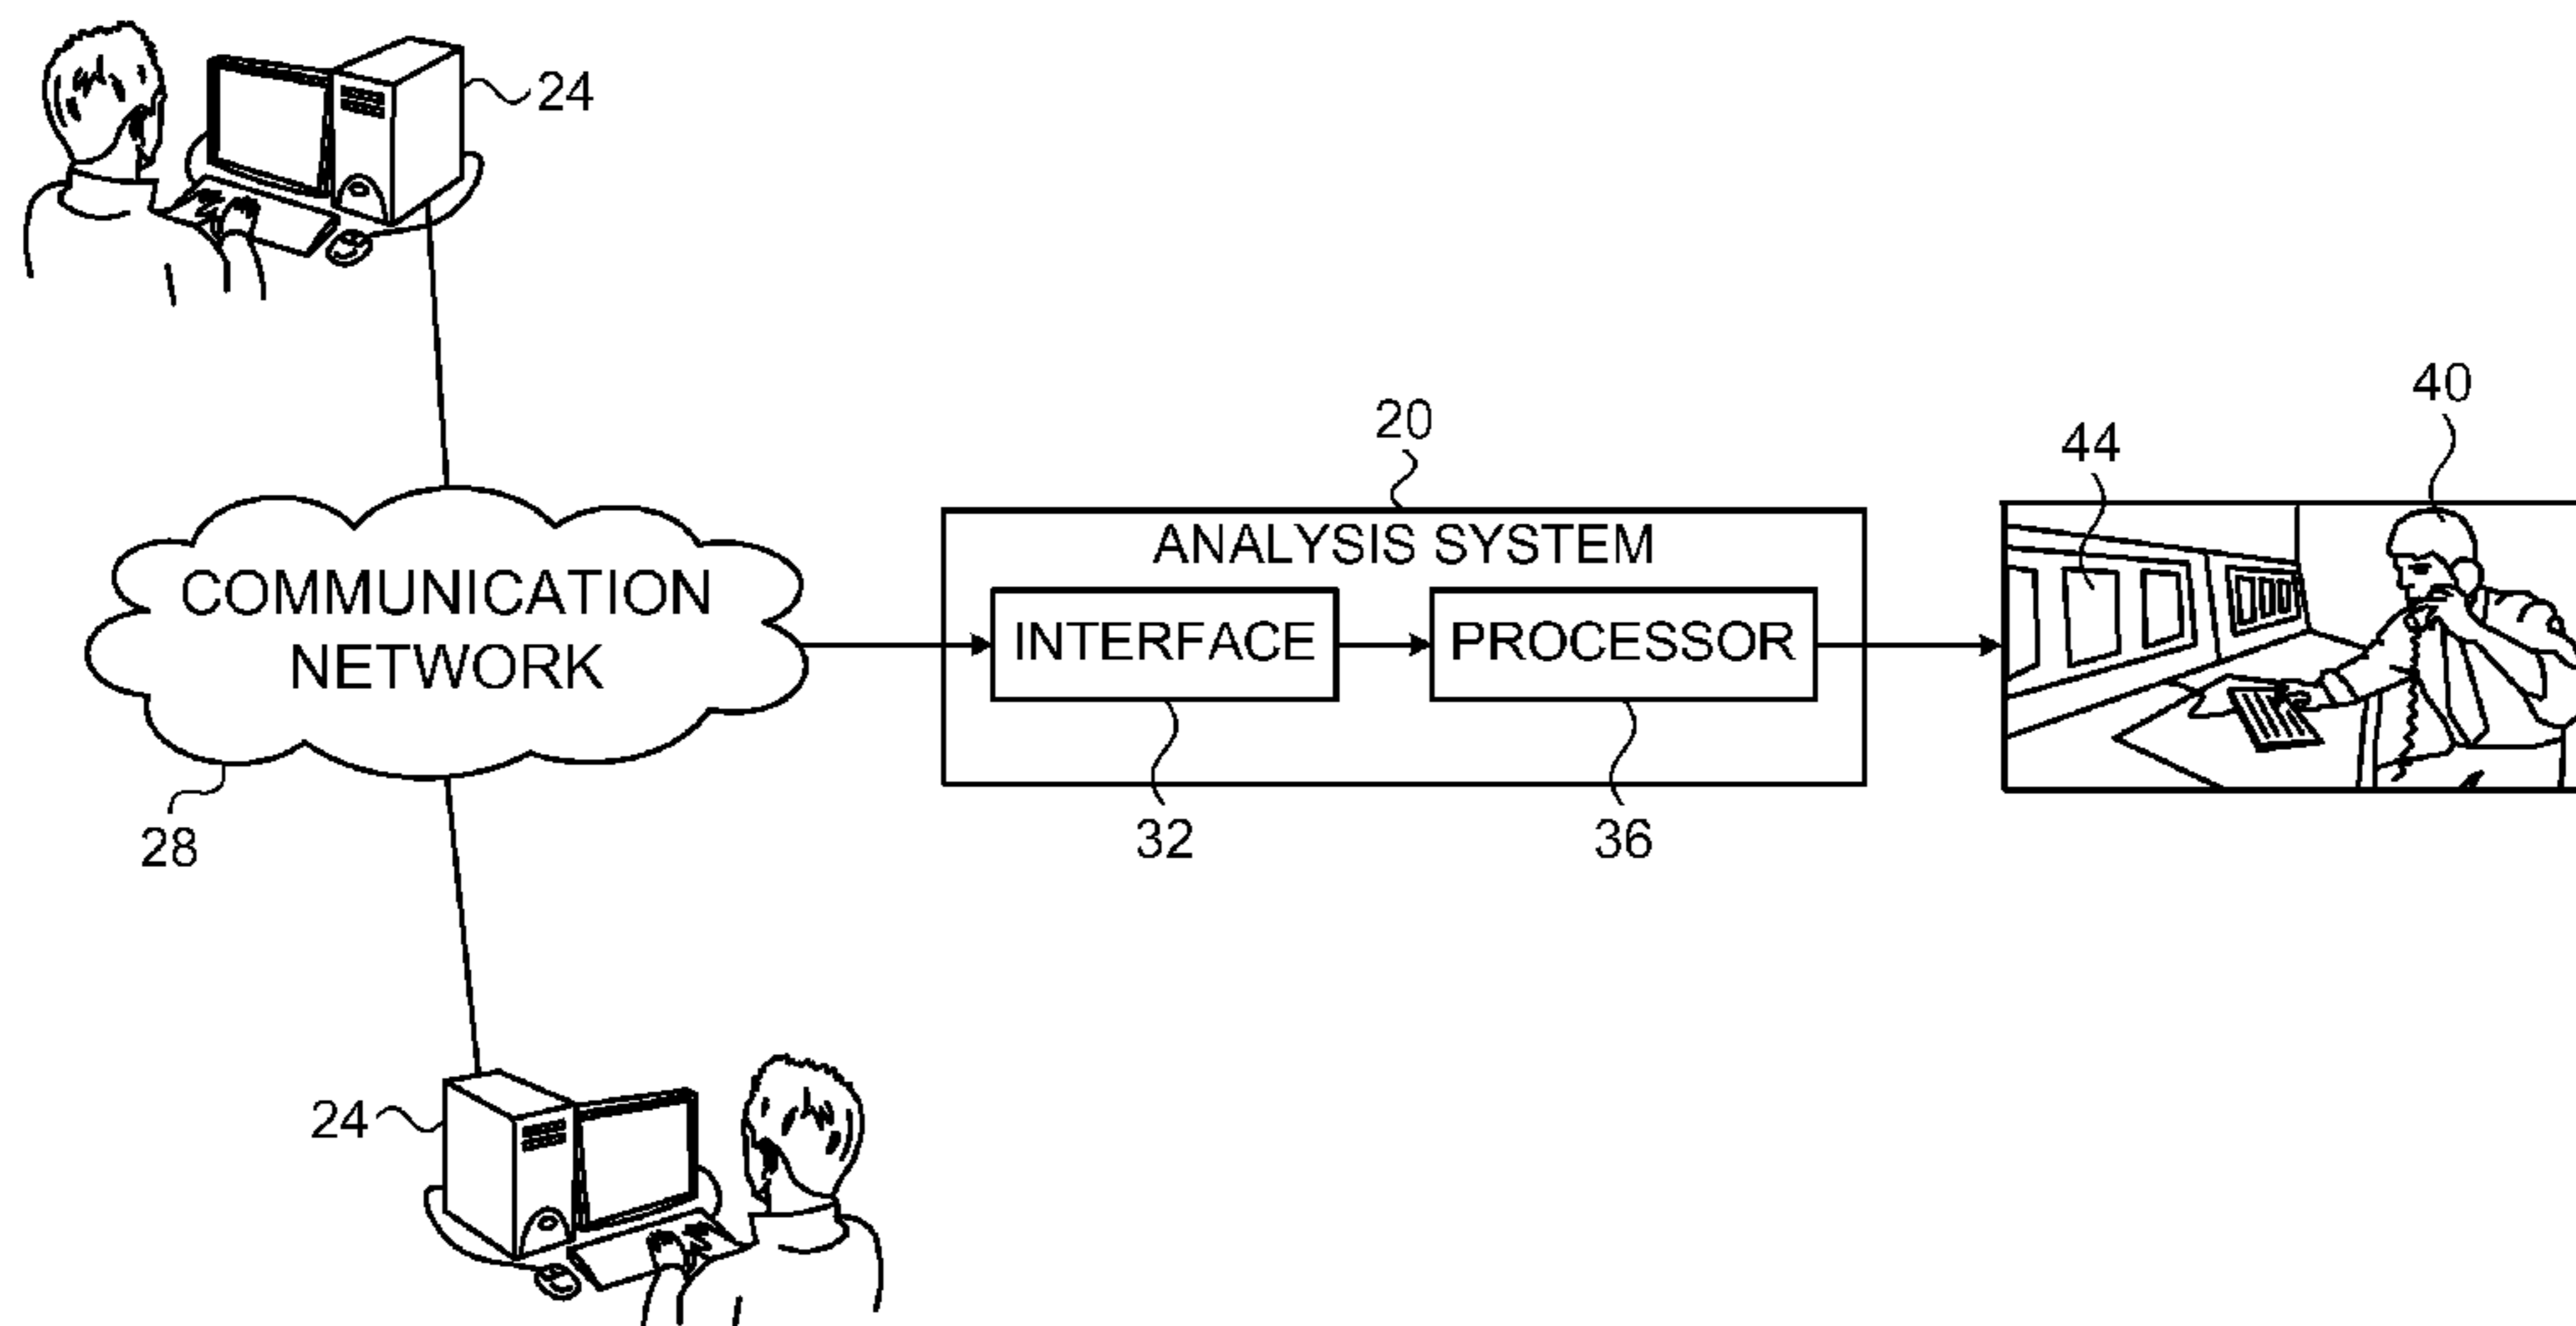 24
40
20
44
ANALYSIS SYSTEM
COMMUNICATION
NETWORK
INTERFACE
PROCESSOR
28
32
36
24